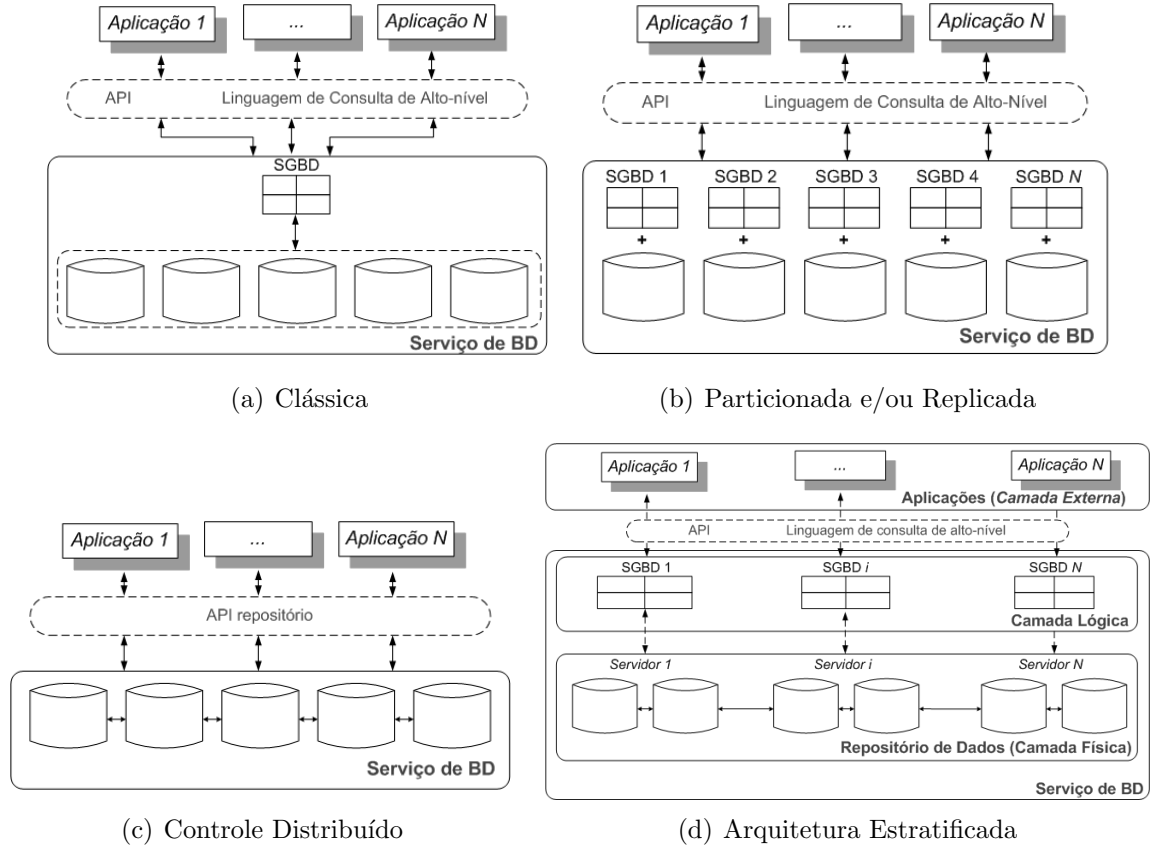 Aplicação 1
...
Aplicação N
API
Linguagem de Consulta de Alto-nível
SGBD
Serviço de BD
(a) Clássica
Aplicação 1
...
Aplicação N
API
Linguagem de Consulta de Alto-Nível
SGBD 1
SGBD 2
SGBD 3
SGBD 4
SGBD N
+
+
+
+
+
Serviço de BD
(b) Particionada e/ou Replicada
Aplicação 1
...
Aplicação N
API repositório
Serviço de BD
(c) Controle Distribuído
Aplicação 1
...
Aplicação N
Aplicações (Camada Externa)
API
Linguagem de consulta de alto-nível
SGBD 1
SGBD i
SGBD N
Camada Lógica
Servidor 1
Servidor i
Servidor N
Repositório de Dados (Camada Física)
Serviço de BD
(d) Arquitetura Estratificada